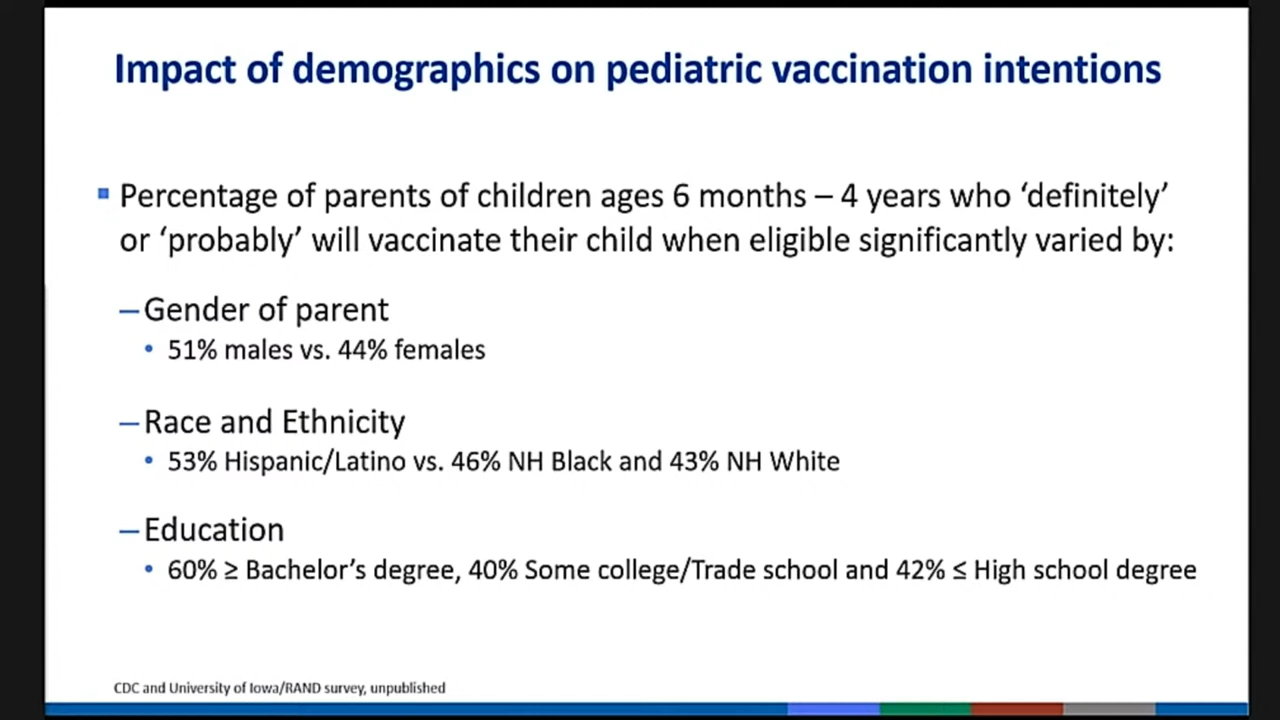 Impact of demographics on pediatric vaccination intentions
Percentage of parents of children ages 6 months – 4 years who ‘definitely’
or ‘probably’ will vaccinate their child when eligible significantly varied by:
–Gender of parent
• 51% males vs. 44% females
–Race and Ethnicity
• 53% Hispanic/Latino vs. 46% NH Black and 43% NH White
–Education
• 60% ≥ Bachelor’s degree, 40% Some college/Trade school and 42% ≤ High school degree
CDC and University of Iowa/RAND survey, unpublished